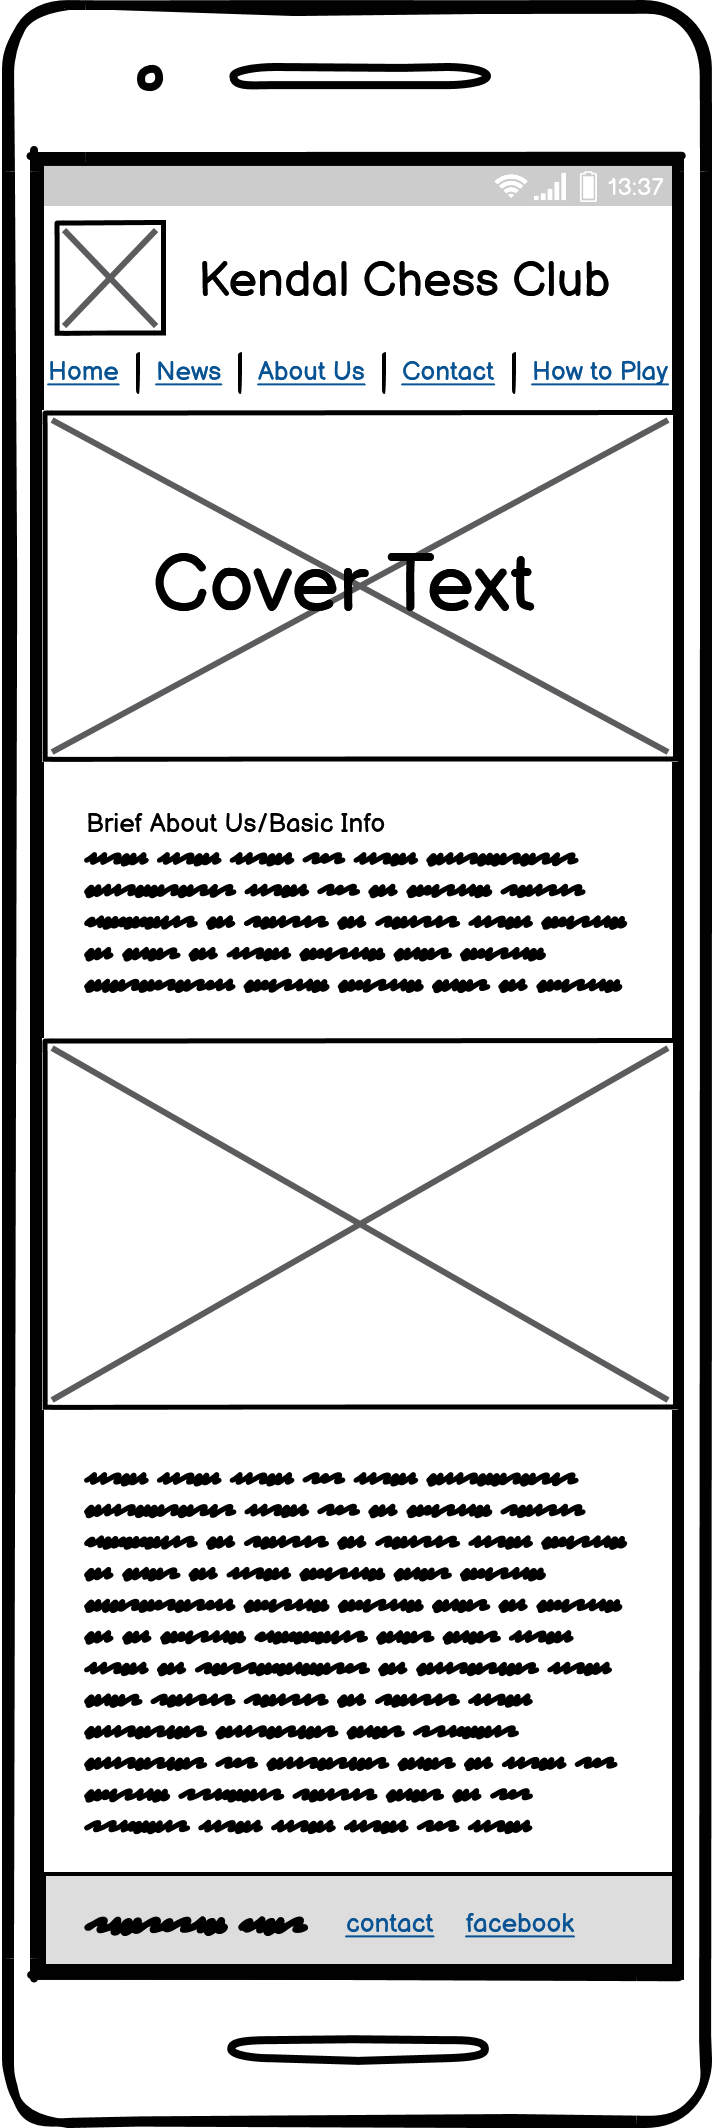 13:37
Kendal Chess Club
Home News About Us Contact How to Play
Cover Text
Brief About Us/Basic Info
contact facebook